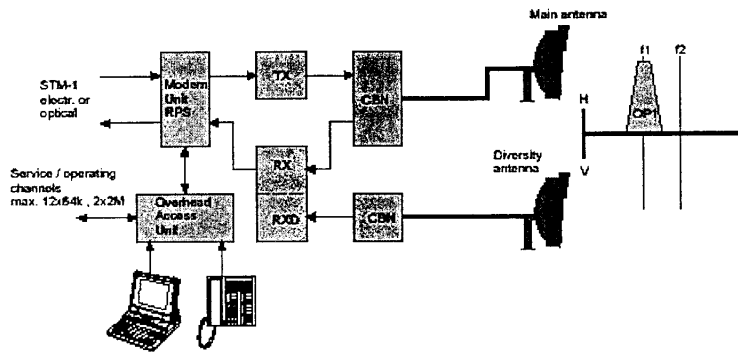 Main antenna
f1
f2
STM-1
electr. or
optical
Modem
Unit
RPS
TX
CBN
OP1
H
V
Service / operating
channels
max. 12x64k , 2x2M
RX
RXD
CBN
Diversity
antenna
Overhead
Access
Unit